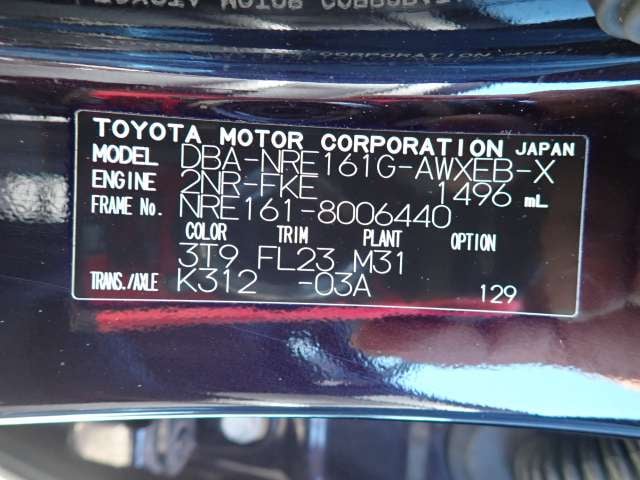 TOYOTA MOTOR CORPORATION JAPAN
MODEL DBA-NRE161G-AWXEB-X
ENGINE 2NR-FKE 1496 mL
FRAME No. NRE161-8006440
COLOR TRIM PLANT OPTION
3T9 FL23 M31
TRANS./AXLE K312 -03A 129